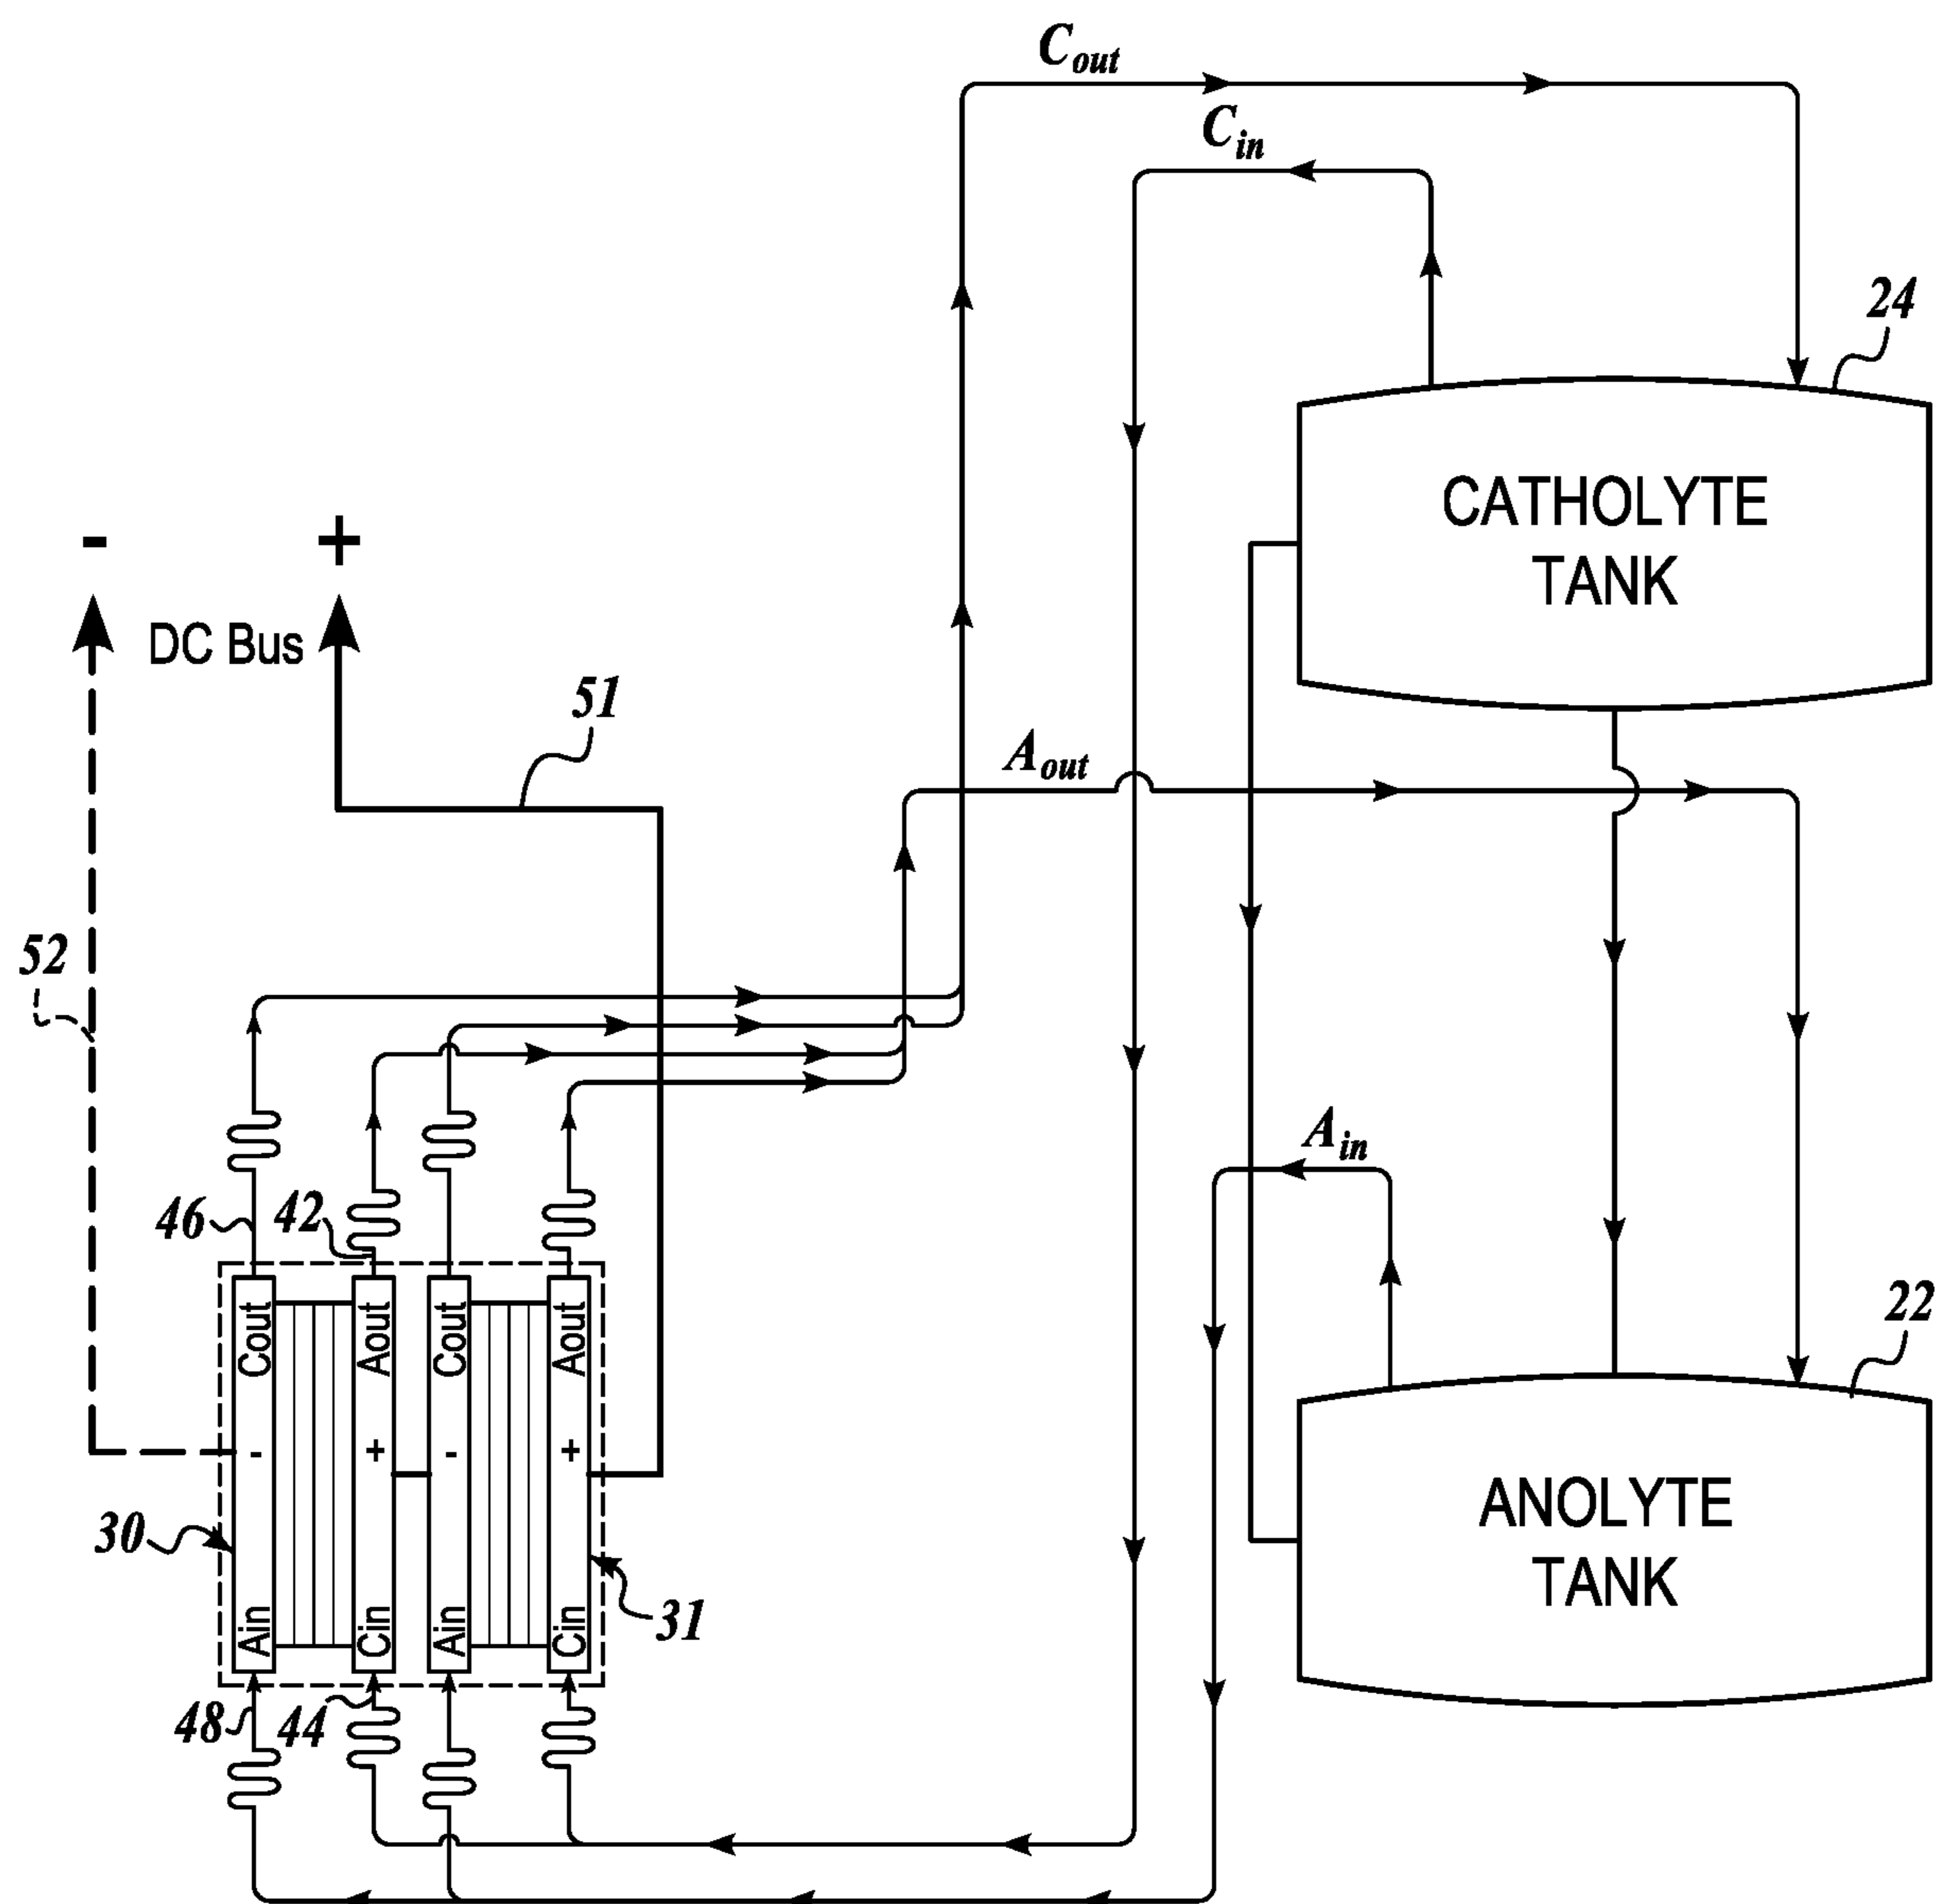 Cout
Cin
24
CATHOLYTE
TANK
- +
DC Bus
51
Aout
52
Ain
46
42
22
Cout
Aout
Cout
Aout
- + - +
ANOLYTE
TANK
30
31
Ain
Cin
Ain
Cin
48
44